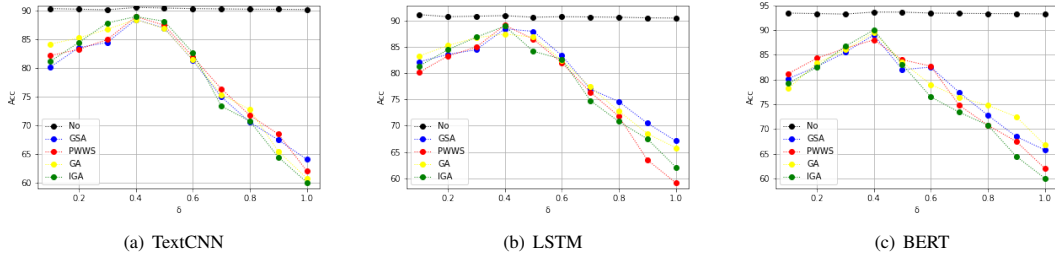 90
85
80
75
70
65
60
Acc
No
GSA
PWWS
GA
IGA
0.2 0.4 0.6 0.8 1.0
δ
(a) TextCNN
90
85
80
75
70
65
60
Acc
No
GSA
PWWS
GA
IGA
0.2 0.4 0.6 0.8 1.0
δ
(b) LSTM
95
90
85
80
75
70
65
60
Acc
No
GSA
PWWS
GA
IGA
0.2 0.4 0.6 0.8 1.0
δ
(c) BERT